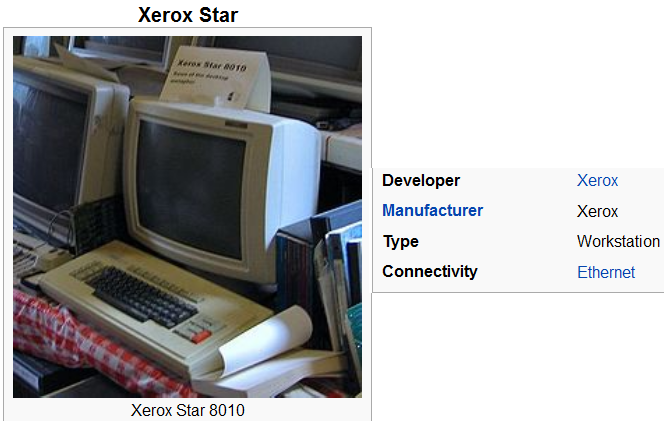 Xerox Star
Xerox Star 8010
Xerox Star 8010
Developer Xerox
Manufacturer Xerox
Type Workstation
Connectivity Ethernet